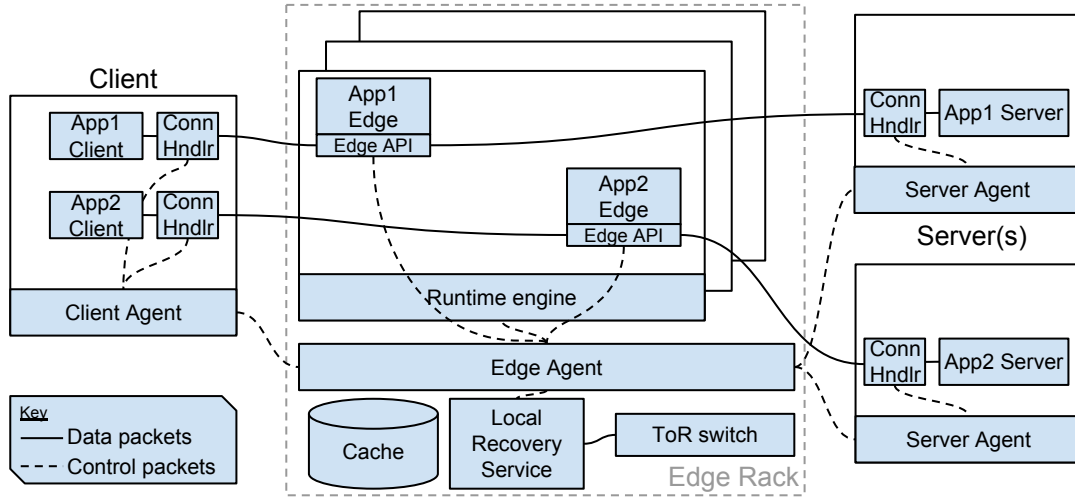 Client
App1
Client
Conn
Hndlr
App2
Client
Conn
Hndlr
Client Agent
Key
Data packets
Control packets
App1
Edge
Edge API
App2
Edge
Edge API
Runtime engine
Edge Agent
Cache
Local
Recovery
Service
ToR switch
Edge Rack
Conn
Hndlr
App1 Server
Server Agent
Server(s)
Conn
Hndlr
App2 Server
Server Agent